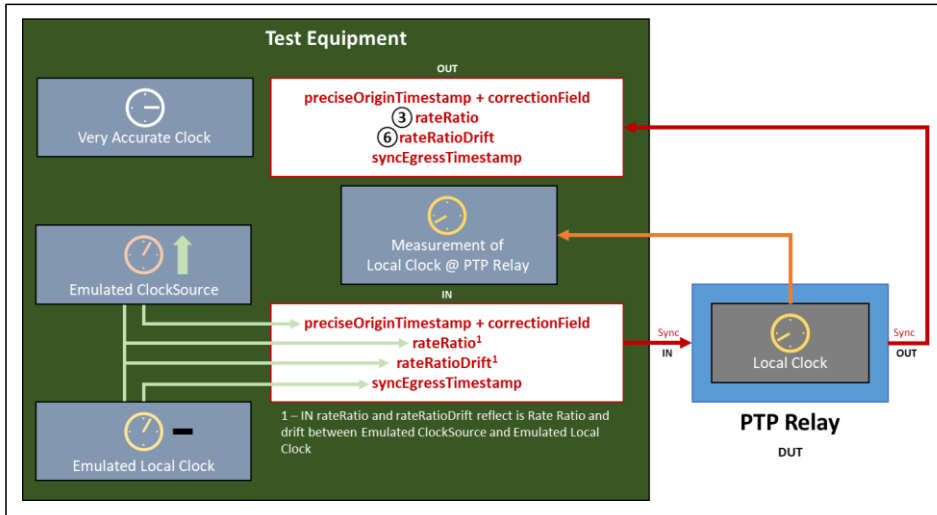 Test Equipment
OUT
preciseOriginTimestamp + correctionField
3 rateRatio
6 rateRatioDrift
syncEgressTimestamp
Very Accurate Clock
Measurement of
Local Clock @ PTP Relay
Emulated ClockSource
IN
preciseOriginTimestamp + correctionField
rateRatio¹
rateRatioDrift¹
syncEgressTimestamp
1 – IN rateRatio and rateRatioDrift reflect is Rate Ratio and
drift between Emulated ClockSource and Emulated Local
Clock
Emulated Local Clock
Sync
IN
Local Clock
Sync
OUT
PTP Relay
DUT